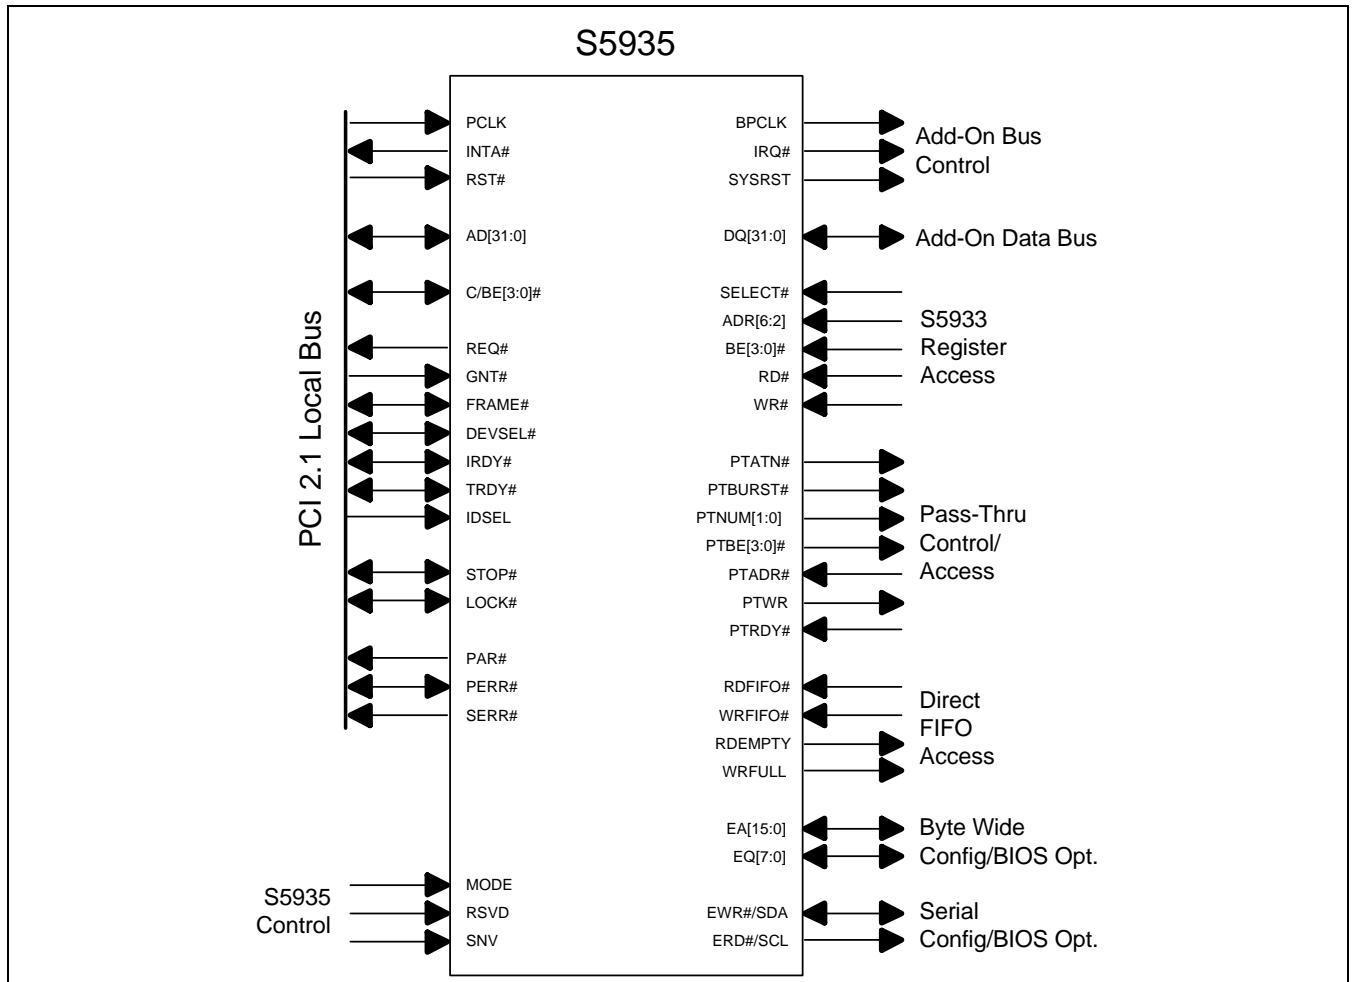 S5935
PCI 2.1 Local Bus
PCLK
INTA#
RST#
AD[31:0]
C/BE[3:0]#
REQ#
GNT#
FRAME#
DEVSEL#
IRDY#
TRDY#
IDSEL
STOP#
LOCK#
PAR#
PERR#
SERR#
S5935
Control
MODE
RSVD
SNV
BPCLK
IRQ#
SYSRST
Add-On Bus
Control
DQ[31:0]
Add-On Data Bus
SELECT#
ADR[6:2]
BE[3:0]#
RD#
WR#
S5933
Register
Access
PTATN#
PTBURST#
PTNUM[1:0]
PTBE[3:0]#
PTADR#
PTWR
PTRDY#
Pass-Thru
Control/
Access
RDFIFO#
WRFIFO#
RDEMPTY
WRFULL
Direct
FIFO
Access
EA[15:0]
EQ[7:0]
Byte Wide
Config/BIOS Opt.
EWR#/SDA
ERD#/SCL
Serial
Config/BIOS Opt.